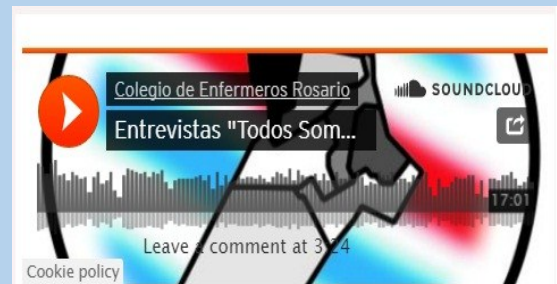 Colegio de Enfermeros Rosario
SOUNDCLOUD
Entrevistas "Todos Som...
17:01
Leave a comment at 3:24
Cookie policy